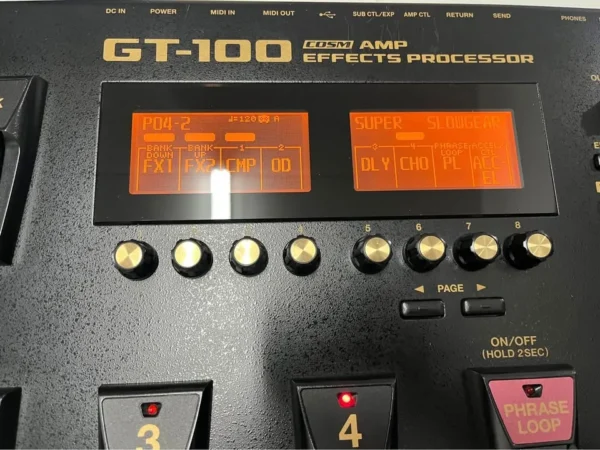 DC IN POWER MIDI IN MIDI OUT SUB CTL/EXP AMP CTL RETURN SEND PHONES
GT-100 COSM AMP
EFFECTS PROCESSOR
PD4-2 ♩=120 A
SUPER SLOWGEAR
BANK DOWN BANK UP 1 2
FX1 FX2 CMP OD
3 4 PHRASE LOOP ACCEL
DLY CHO PL ACC EL
5 6 7 8
◄ PAGE ►
ON/OFF
(HOLD 2SEC)
3
4
PHRASE
LOOP